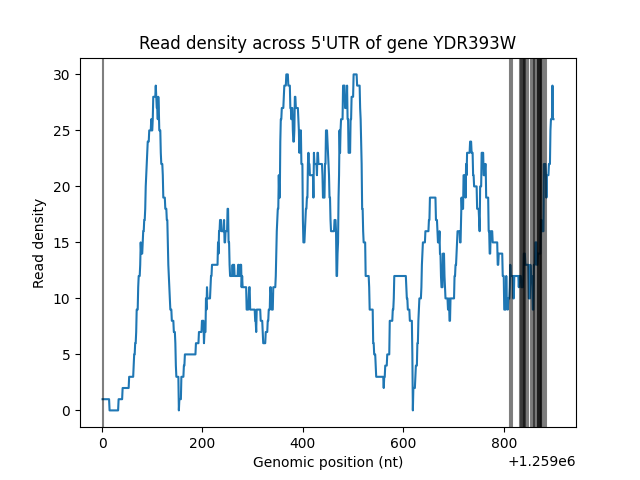 Read density across 5'UTR of gene YDR393W
30
25
20
15
10
5
0
Read density
0 200 400 600 800
+1.259e6
Genomic position (nt)